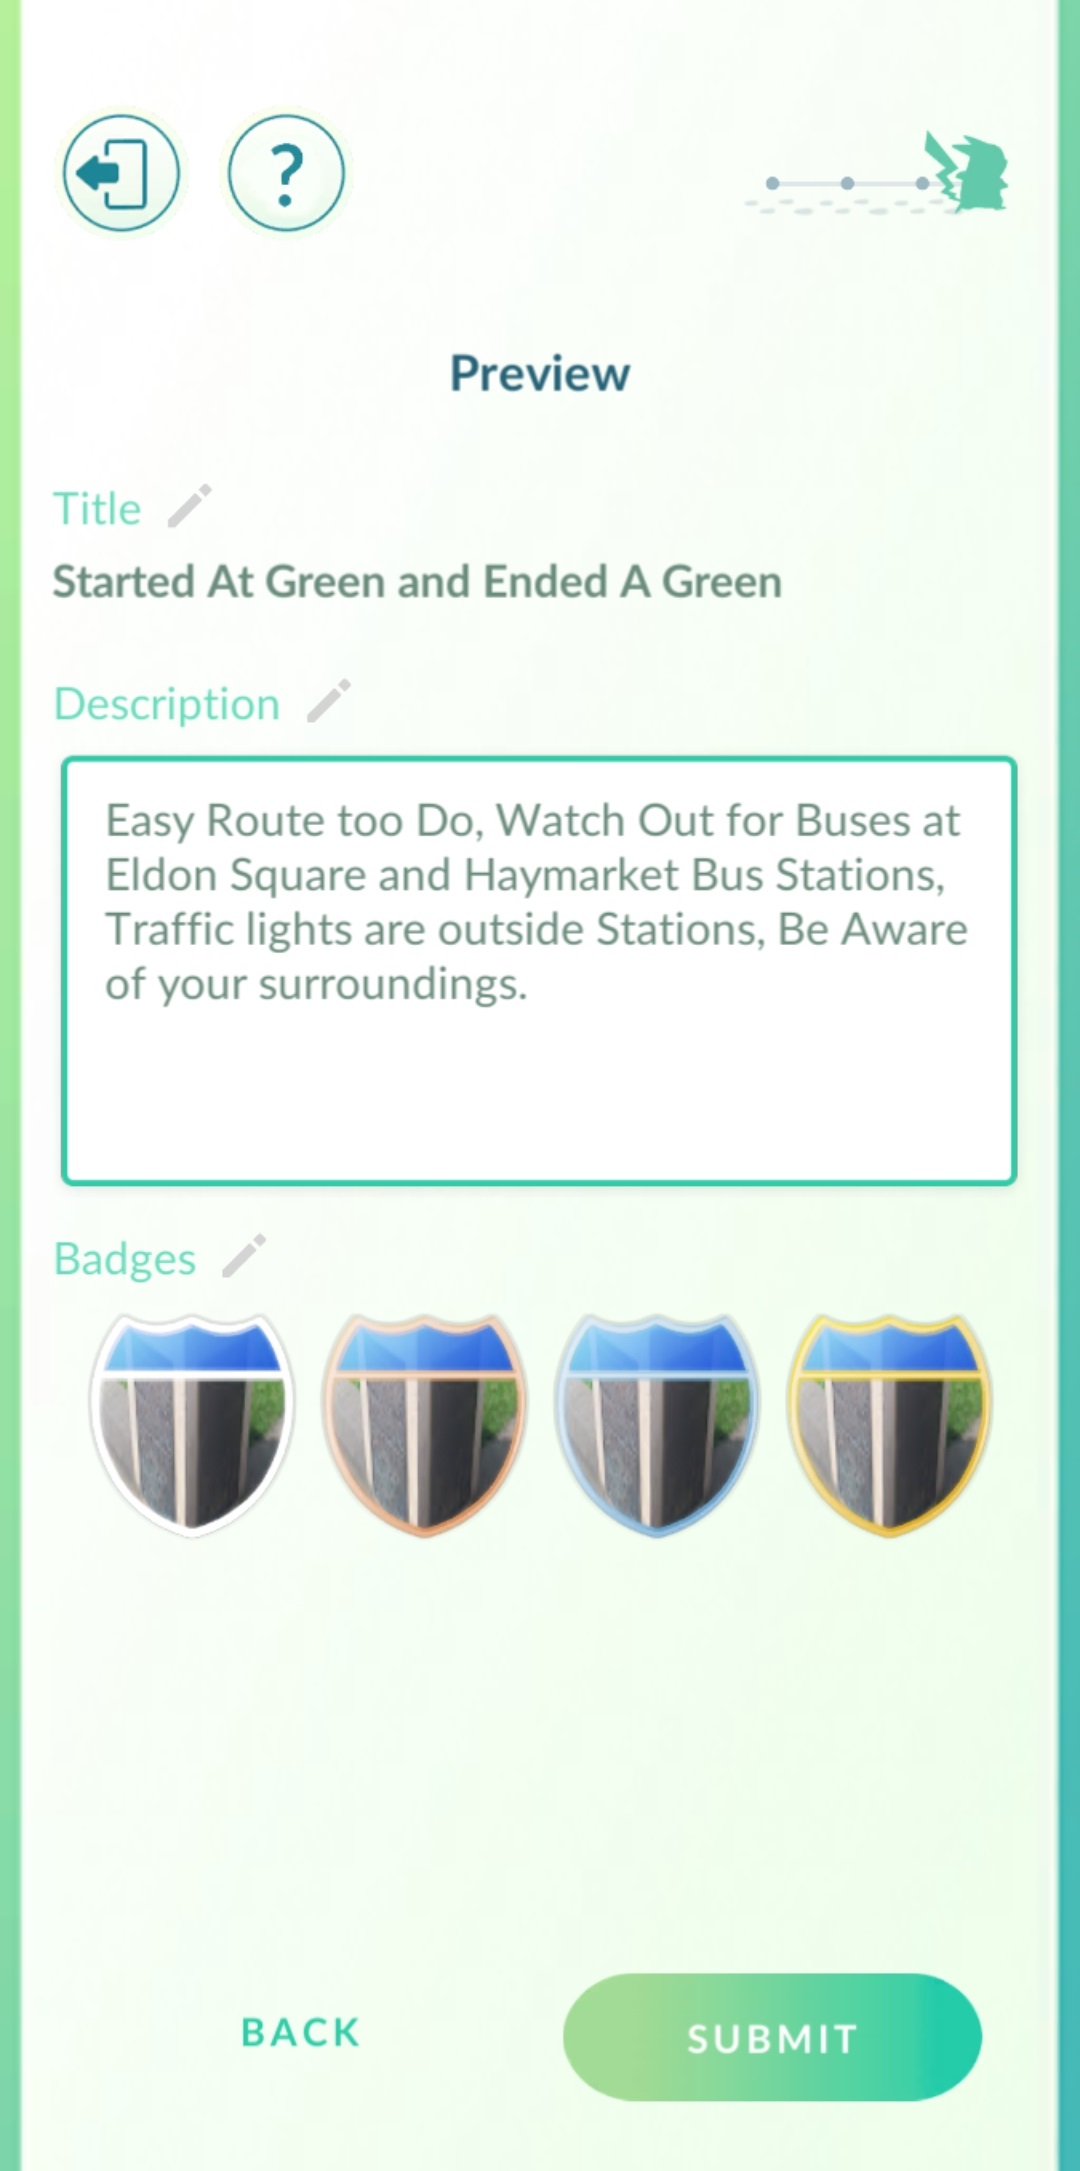 ?
Preview
Title
Started At Green and Ended A Green
Description
Easy Route too Do, Watch Out for Buses at
Eldon Square and Haymarket Bus Stations,
Traffic lights are outside Stations, Be Aware
of your surroundings.
Badges
BACK
SUBMIT